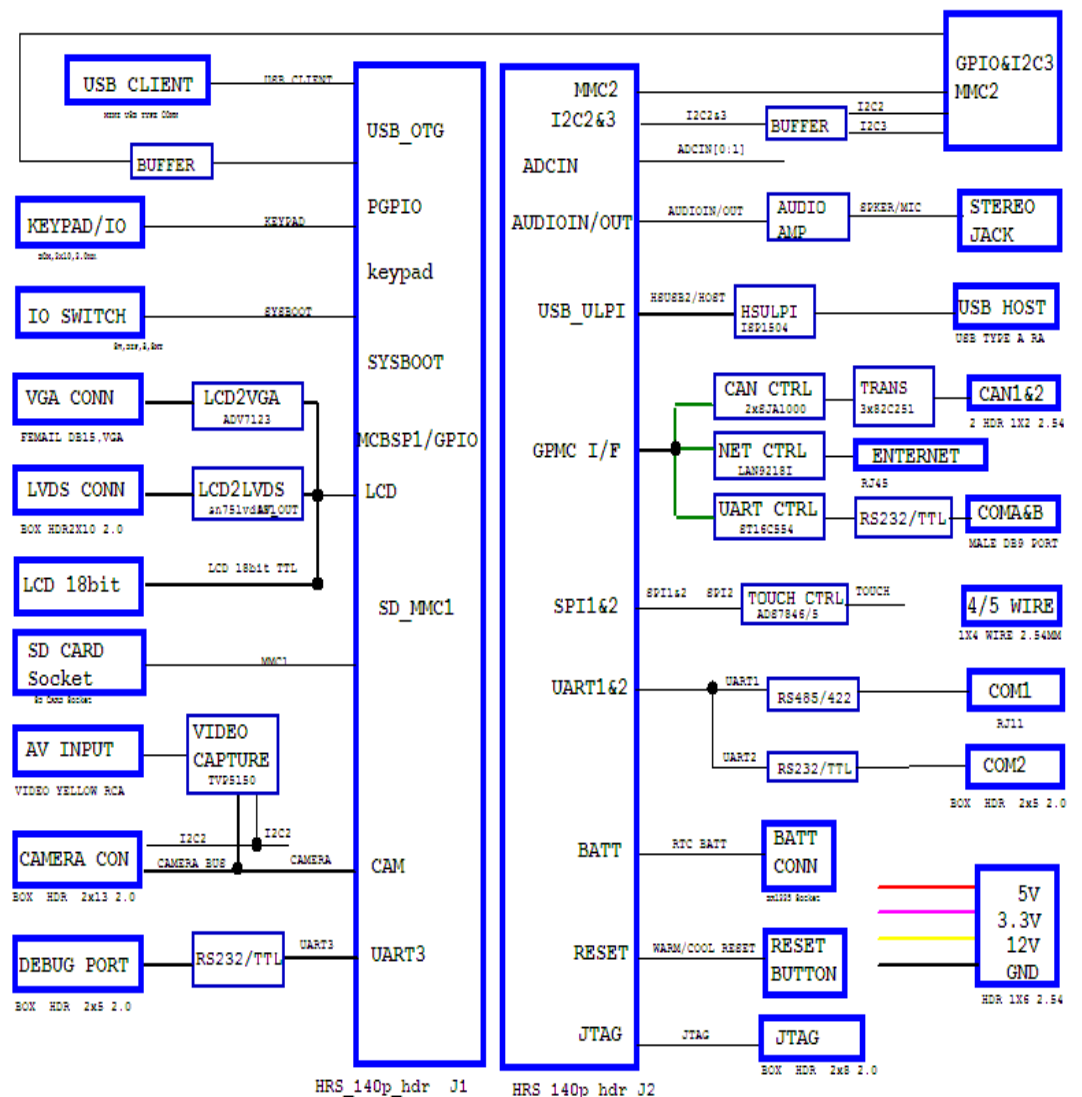 USB CLIENT
USB CLIENT
BUFFER
KEYPAD/IO
KEYPAD
IO SWITCH
SYSBOOT
VGA CONN
FEMAIL DB15,VGA
LCD2VGA
ADV7123
LVDS CONN
BOX HDR2X10 2.0
LCD2LVDS
LCD 18bit
LCD 18bit TTL
SD CARD
Socket
SD CARD Socket
MMC1
AV INPUT
VIDEO YELLOW RCA
VIDEO
CAPTURE
TVP5150
I2C2
I2C2
CAMERA CON
CAMERA BUS
CAMERA
BOX HDR 2x13 2.0
DEBUG PORT
BOX HDR 2x5 2.0
RS232/TTL
UART3
USB_OTG
PGPIO
keypad
SYSBOOT
MCBSP1/GPIO
LCD
SD_MMC1
CAM
UART3
HRS_140p_hdr J1
MMC2
I2C2&3
ADCIN
AUDIOIN/OUT
USB_ULPI
GPMC I/F
SPI1&2
UART1&2
BATT
RESET
JTAG
HRS 140p hdr J2
GPIO&I2C3
MMC2
I2C2&3
BUFFER
I2C2
I2C3
ADCIN[0:1]
AUDIOIN/OUT
AUDIO
AMP
SPKER/MIC
STEREO
JACK
HSUSB2/HOST
HSULPI
ISP1504
USB HOST
USB TYPE A RA
CAN CTRL
2xSJA1000
TRANS
3x82C251
CAN1&2
2 HDR 1X2 2.54
NET CTRL
LAN9218I
ENTERNET
RJ45
UART CTRL
ST16C554
RS232/TTL
COMA&B
MALE DB9 PORT
SPI1&2
SPI2
TOUCH CTRL
ADS7846/5
TOUCH
4/5 WIRE
1X4 WIRE 2.54MM
UART1
RS485/422
COM1
RJ11
UART2
RS232/TTL
COM2
BOX HDR 2x5 2.0
RTC BATT
BATT
CONN
WARM/COOL RESET
RESET
BUTTON
JTAG
JTAG
BOX HDR 2x8 2.0
5V
3.3V
12V
GND
HDR 1X6 2.54